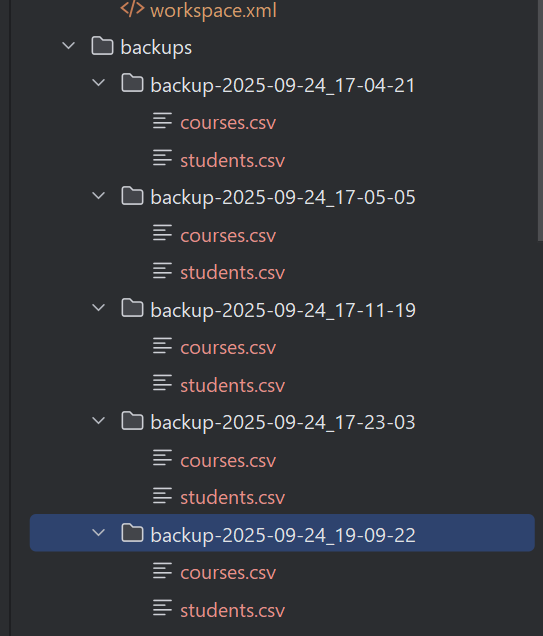 workspace.xml
backups
backup-2025-09-24_17-04-21
courses.csv
students.csv
backup-2025-09-24_17-05-05
courses.csv
students.csv
backup-2025-09-24_17-11-19
courses.csv
students.csv
backup-2025-09-24_17-23-03
courses.csv
students.csv
backup-2025-09-24_19-09-22
courses.csv
students.csv